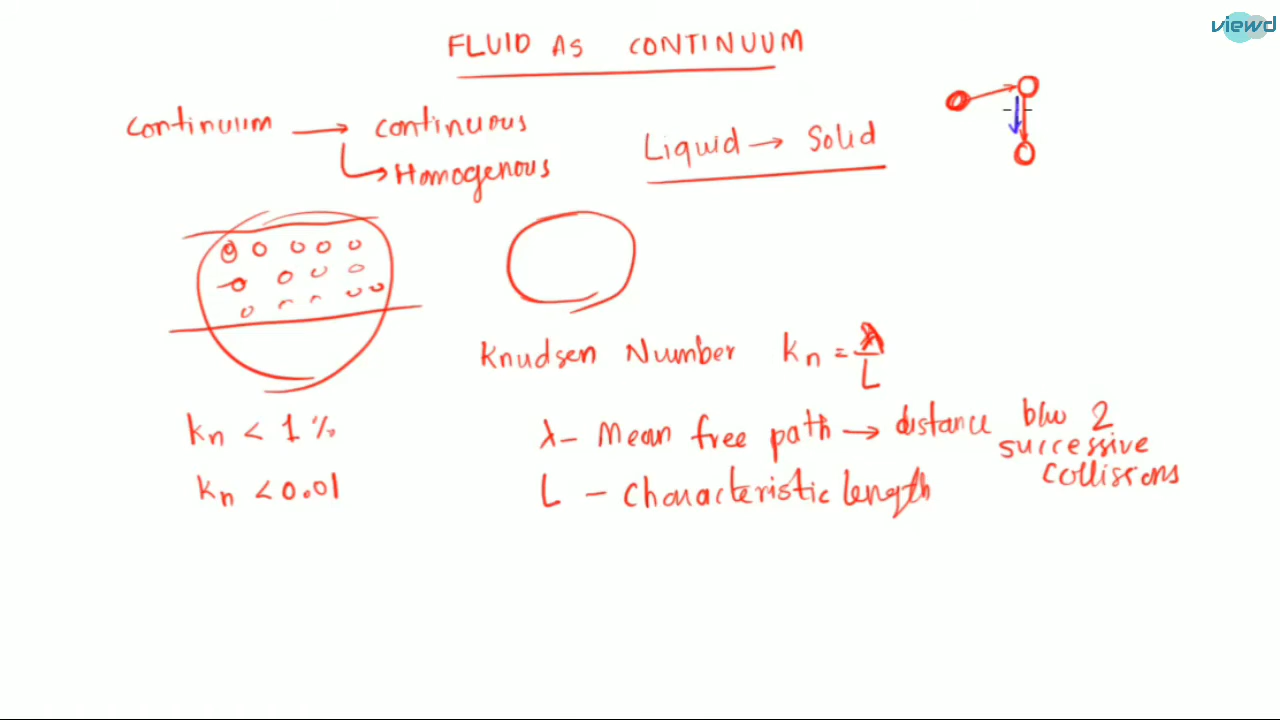 viewd
FLUID AS CONTINUUM
Continuum → continuous
→ Homogenous
Liquid → Solid
Knudsen Number Kn = λ/L
Kn < 1%
Kn < 0.01
λ – Mean free path → distance b/w 2
successive
collissions
L – Characteristic length